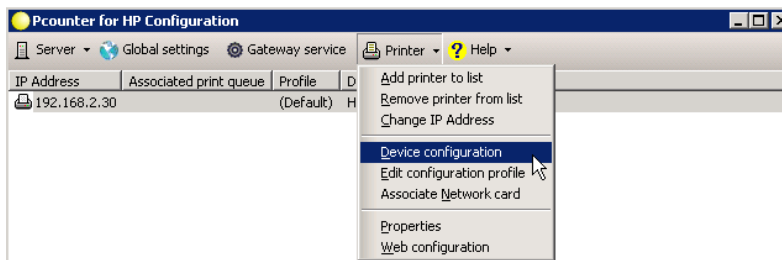 Pcounter for HP Configuration
Server Global settings Gateway service Printer ? Help
IP Address Associated print queue Profile D
192.168.2.30 (Default) H
Add printer to list
Remove printer from list
Change IP Address
Device configuration
Edit configuration profile
Associate Network card
Properties
Web configuration